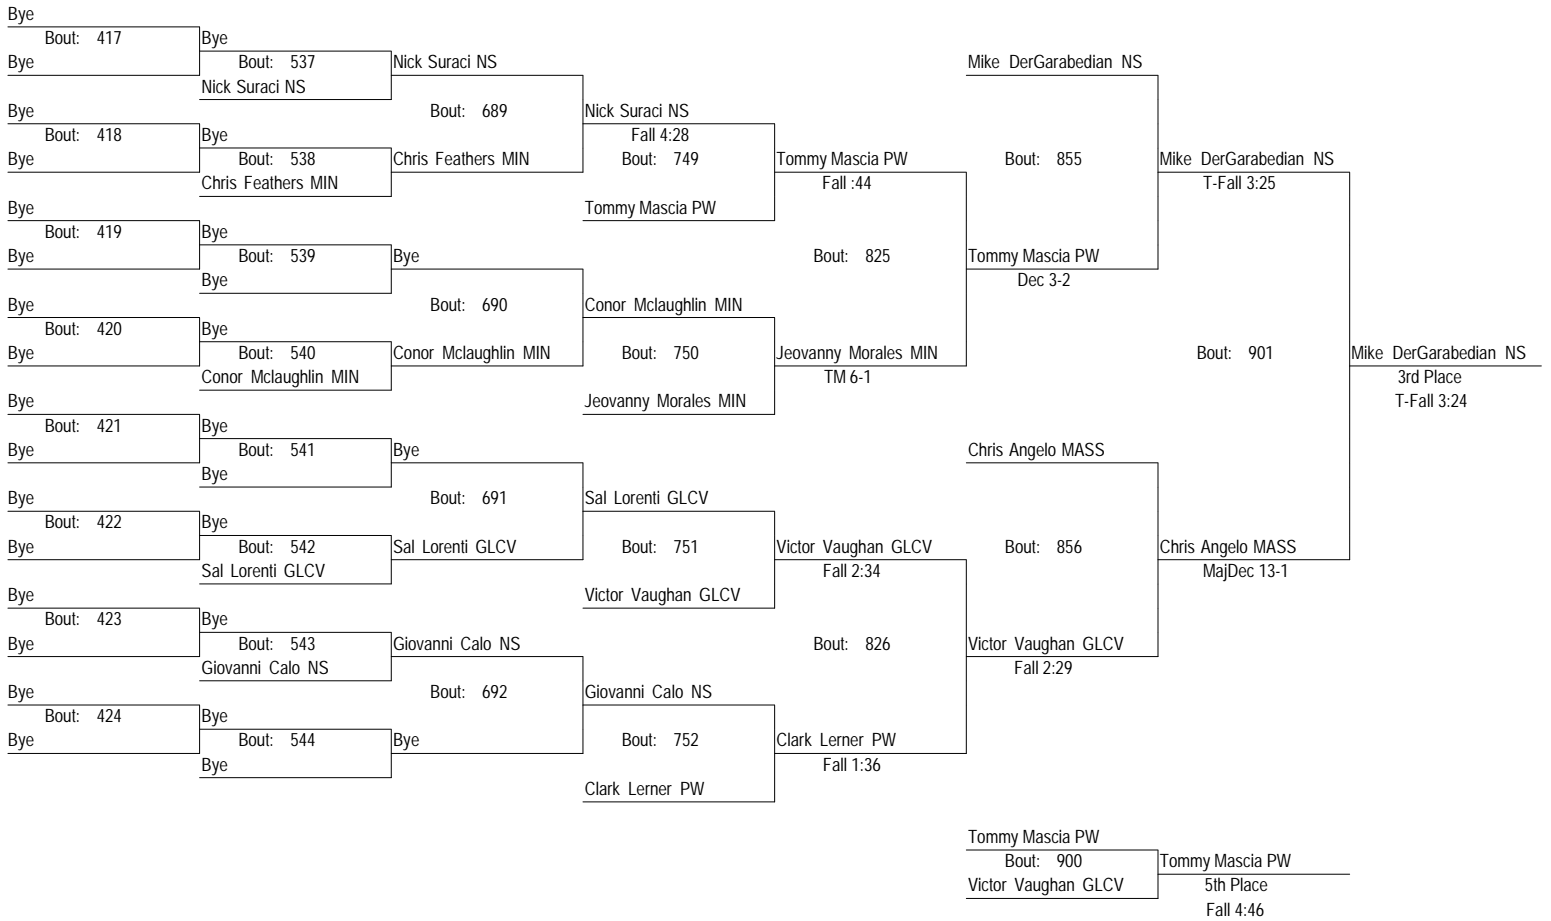 Bye
Bout: 417
Bye
Bye
Bout: 418
Bye
Bye
Bout: 419
Bye
Bye
Bout: 420
Bye
Bye
Bout: 421
Bye
Bye
Bout: 422
Bye
Bye
Bout: 423
Bye
Bye
Bout: 424
Bye
Bye
Bout: 537
Nick Suraci NS
Bye
Bout: 538
Chris Feathers MIN
Bye
Bout: 539
Bye
Bye
Bout: 540
Conor Mclaughlin MIN
Bye
Bout: 541
Bye
Bye
Bout: 542
Sal Lorenti GLCV
Bye
Bout: 543
Giovanni Calo NS
Bye
Bout: 544
Bye
Nick Suraci NS
Bout: 689
Chris Feathers MIN
Bye
Bout: 690
Conor Mclaughlin MIN
Bye
Bout: 691
Sal Lorenti GLCV
Giovanni Calo NS
Bout: 692
Bye
Nick Suraci NS
Fall 4:28
Bout: 749
Tommy Mascia PW
Conor Mclaughlin MIN
Bout: 750
Jeovanny Morales MIN
Sal Lorenti GLCV
Bout: 751
Victor Vaughan GLCV
Giovanni Calo NS
Bout: 752
Clark Lerner PW
Tommy Mascia PW
Fall :44
Bout: 825
Jeovanny Morales MIN
TM 6-1
Victor Vaughan GLCV
Fall 2:34
Bout: 826
Clark Lerner PW
Fall 1:36
Mike DerGarabedian NS
Bout: 855
Tommy Mascia PW
Dec 3-2
Chris Angelo MASS
Bout: 856
Victor Vaughan GLCV
Fall 2:29
Mike DerGarabedian NS
T-Fall 3:25
Bout: 901
Chris Angelo MASS
MajDec 13-1
Mike DerGarabedian NS
3rd Place
T-Fall 3:24
Tommy Mascia PW
Bout: 900
Victor Vaughan GLCV
Tommy Mascia PW
5th Place
Fall 4:46